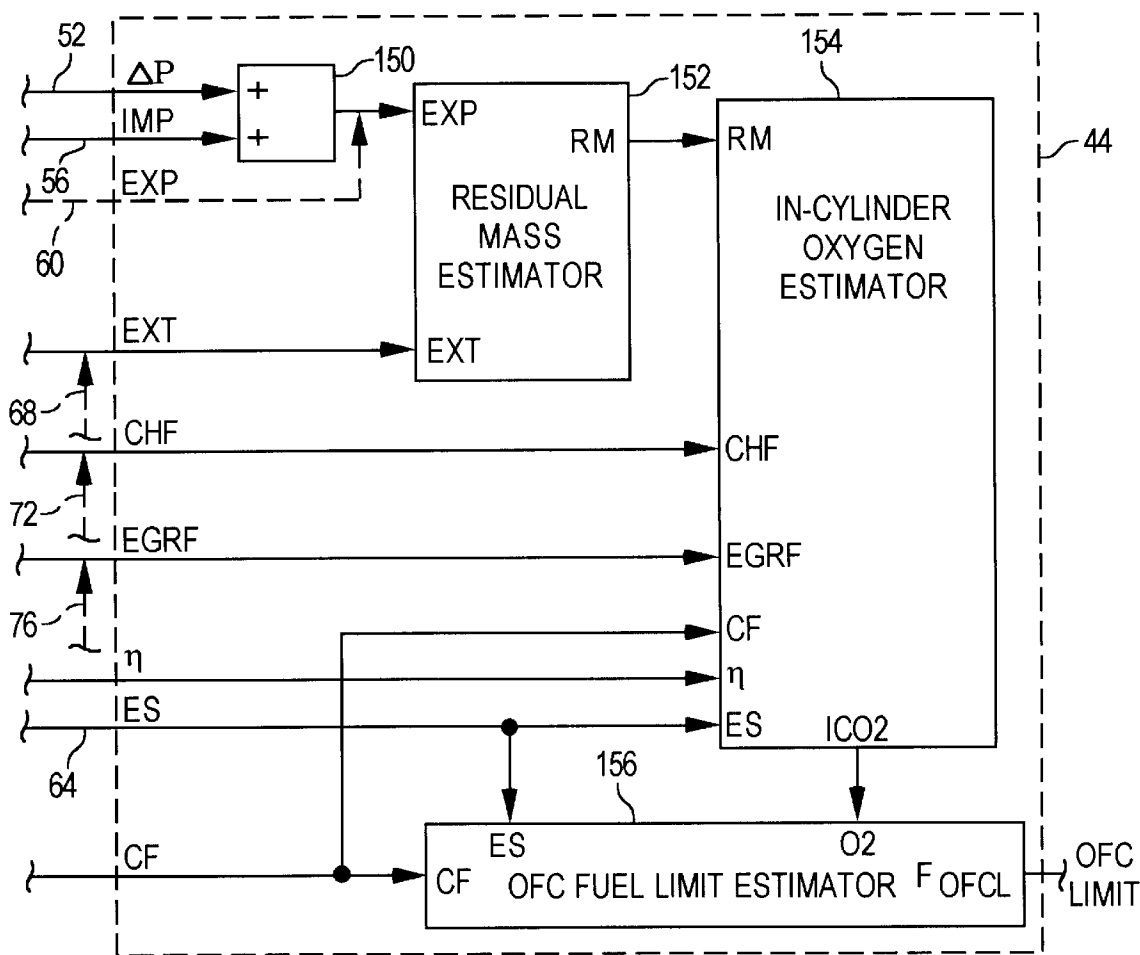 52
ΔP
+
150
154
IMP
+
56
EXP
60
EXP
RM
152
RESIDUAL
MASS
ESTIMATOR
EXT
RM
IN-CYLINDER
OXYGEN
ESTIMATOR
44
EXT
68
CHF
CHF
72
EGRF
EGRF
76
CF
η
η
ES
ES
ICO2
64
156
CF
ES
O2
CF
OFC FUEL LIMIT ESTIMATOR
F OFCL
OFC
LIMIT